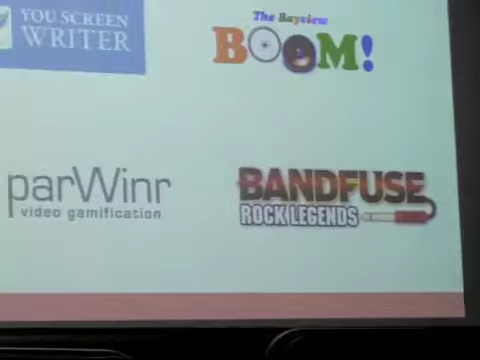 YOU SCREEN
WRITER
The Bayview
BOOM!
parWinr
video gamification
BANDFUSE
ROCK LEGENDS